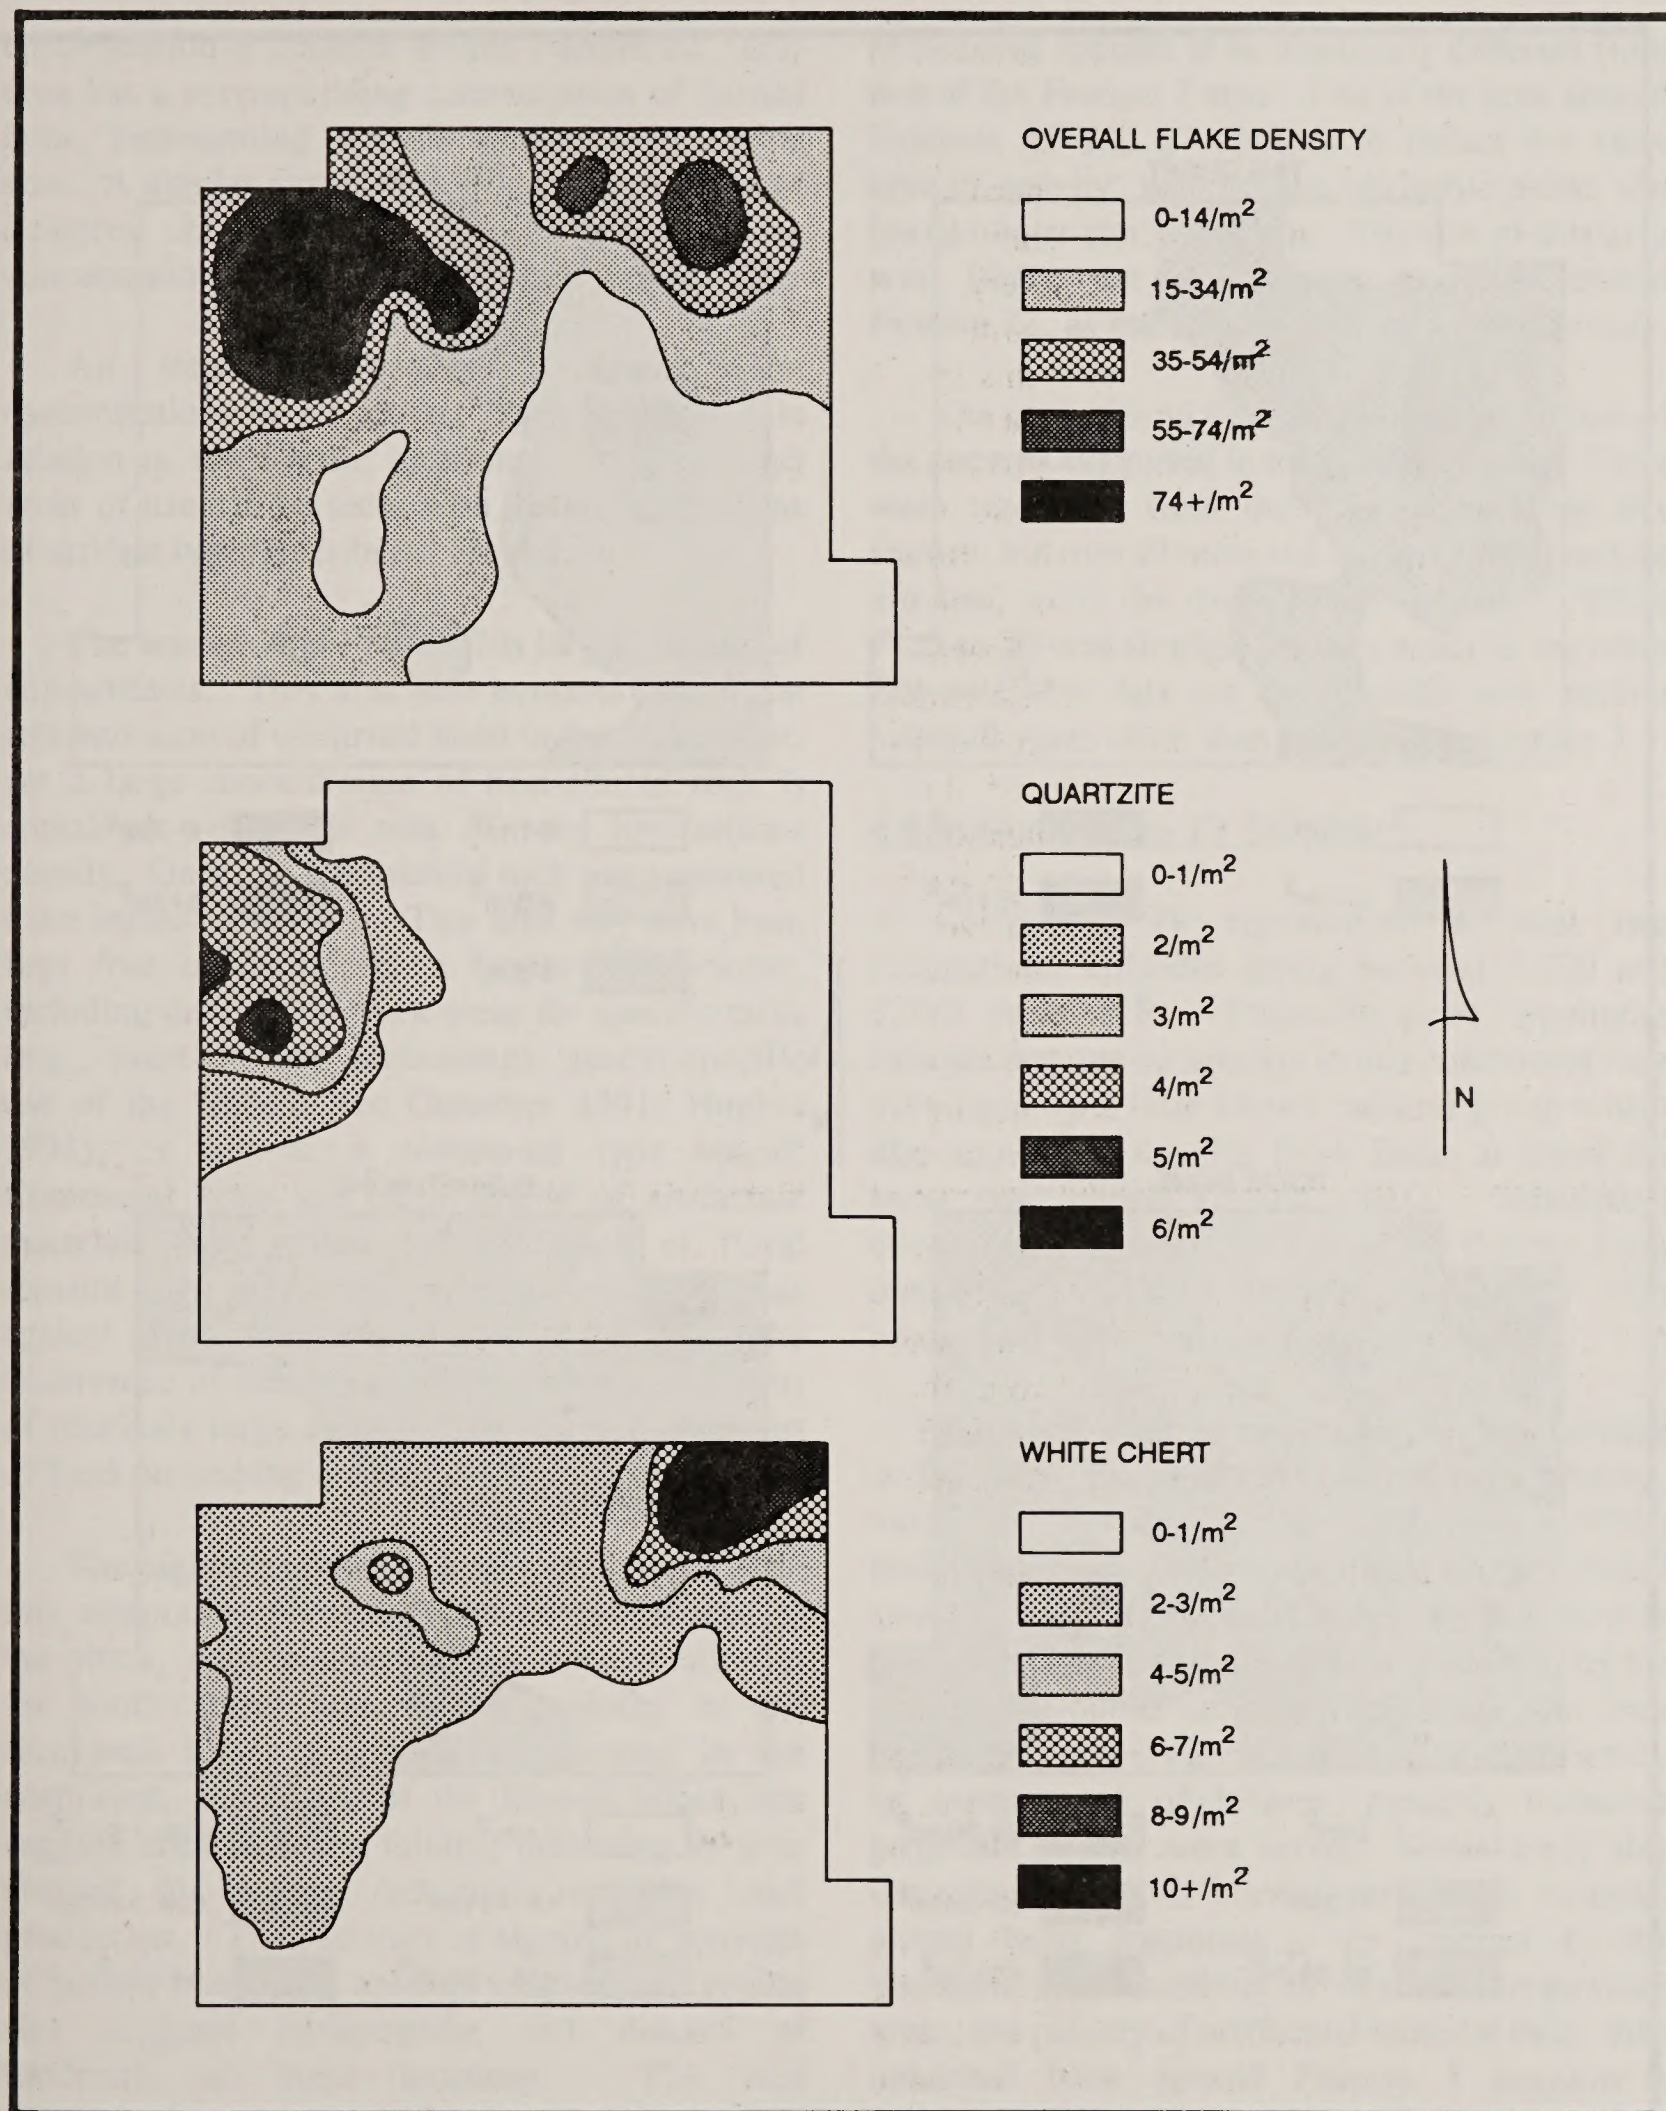 OVERALL FLAKE DENSITY
0-14/m²
15-34/m²
35-54/m²
55-74/m²
74+/m²
QUARTZITE
0-1/m²
2/m²
3/m²
4/m²
5/m²
6/m²
N
WHITE CHERT
0-1/m²
2-3/m²
4-5/m²
6-7/m²
8-9/m²
10+/m²